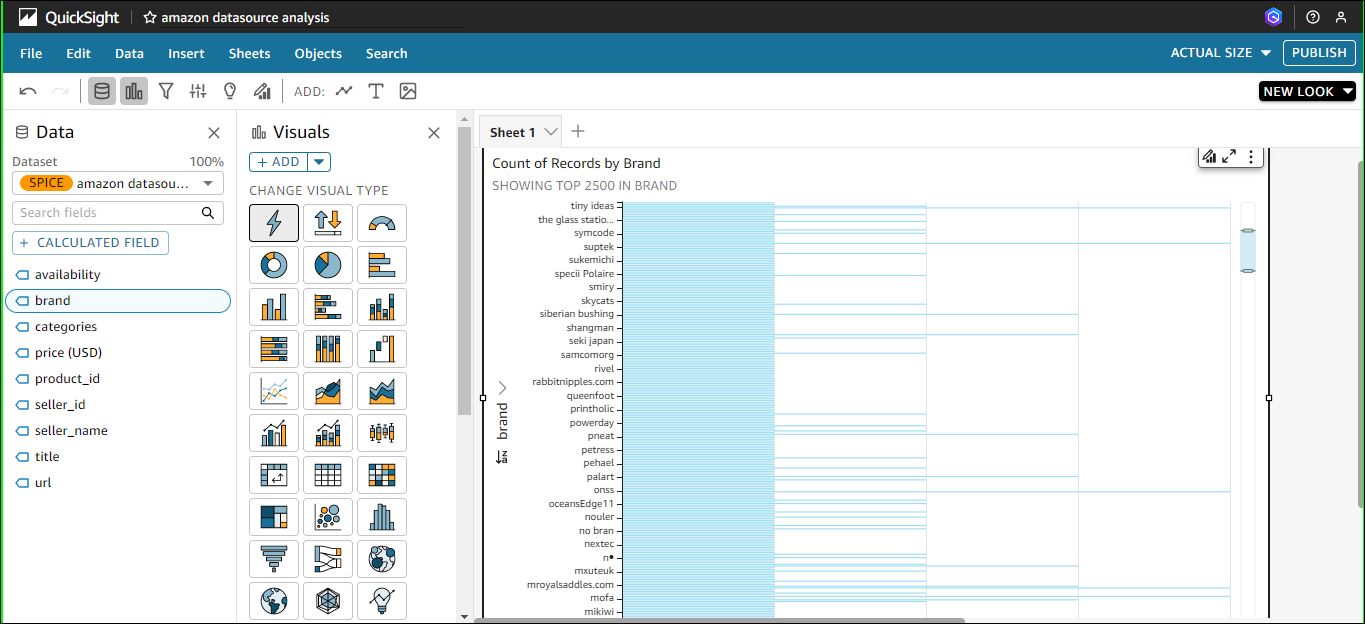 QuickSight amazon datasource analysis
File Edit Data Insert Sheets Objects Search ACTUAL SIZE PUBLISH
ADD: NEW LOOK
Data
Dataset 100%
SPICE amazon datasou...
Search fields
+ CALCULATED FIELD
availability
brand
categories
price (USD)
product_id
seller_id
seller_name
title
url
Visuals
+ ADD
CHANGE VISUAL TYPE
Sheet 1
Count of Records by Brand
SHOWING TOP 2500 IN BRAND
brand
tiny ideas
the glass statio...
symcode
suptek
sukemichi
specii Polaire
smiry
skycats
siberian bushing
shangman
seki japan
samcomorg
rivel
rabbitnipples.com
queenfoot
printholic
powerday
pneat
petress
pehael
palart
onss
oceansEdge11
nouler
no bran
nextec
n•
mxuteuk
mroyalsaddles.com
mofa
mikiwi